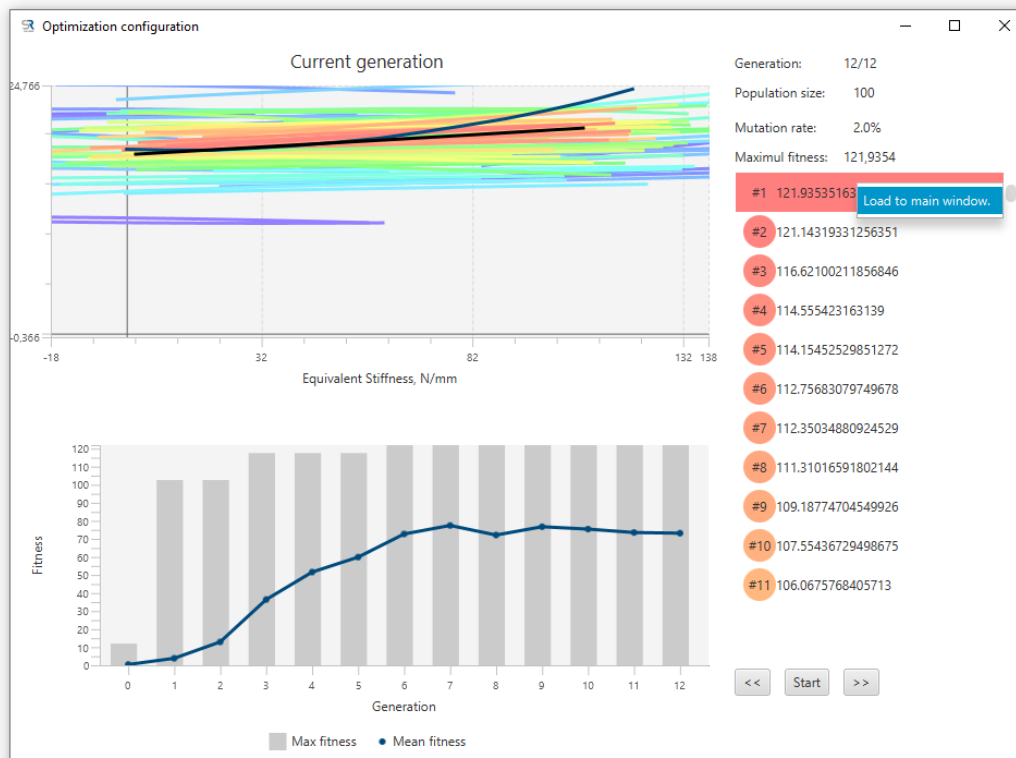 Optimization configuration
Current generation
24,766
-0,366
-18 32 82 132 138
Equivalent Stiffness, N/mm
Generation: 12/12
Population size: 100
Mutation rate: 2.0%
Maximul fitness: 121,9354
#1 121.93535163
Load to main window.
#2 121.14319331256351
#3 116.62100211856846
#4 114.555423163139
#5 114.15452529851272
#6 112.75683079749678
#7 112.35034880924529
#8 111.31016591802144
#9 109.18774704549926
#10 107.55436729498675
#11 106.0675768405713
<< Start >>
Fitness
120
110
100
90
80
70
60
50
40
30
20
10
0
0 1 2 3 4 5 6 7 8 9 10 11 12
Generation
Max fitness Mean fitness